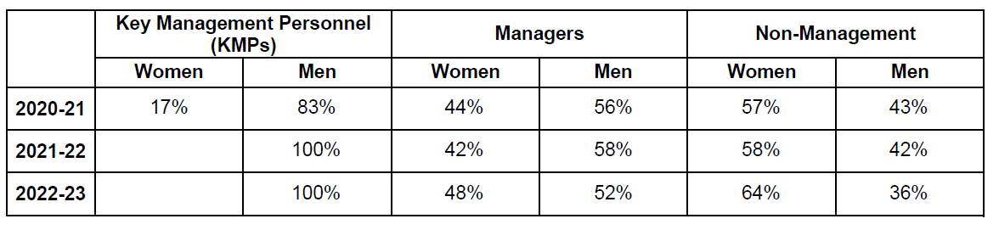 Key Management Personnel (KMPs) Managers Non-Management
Women Men Women Men Women Men
2020-21 17% 83% 44% 56% 57% 43%
2021-22 100% 42% 58% 58% 42%
2022-23 100% 48% 52% 64% 36%